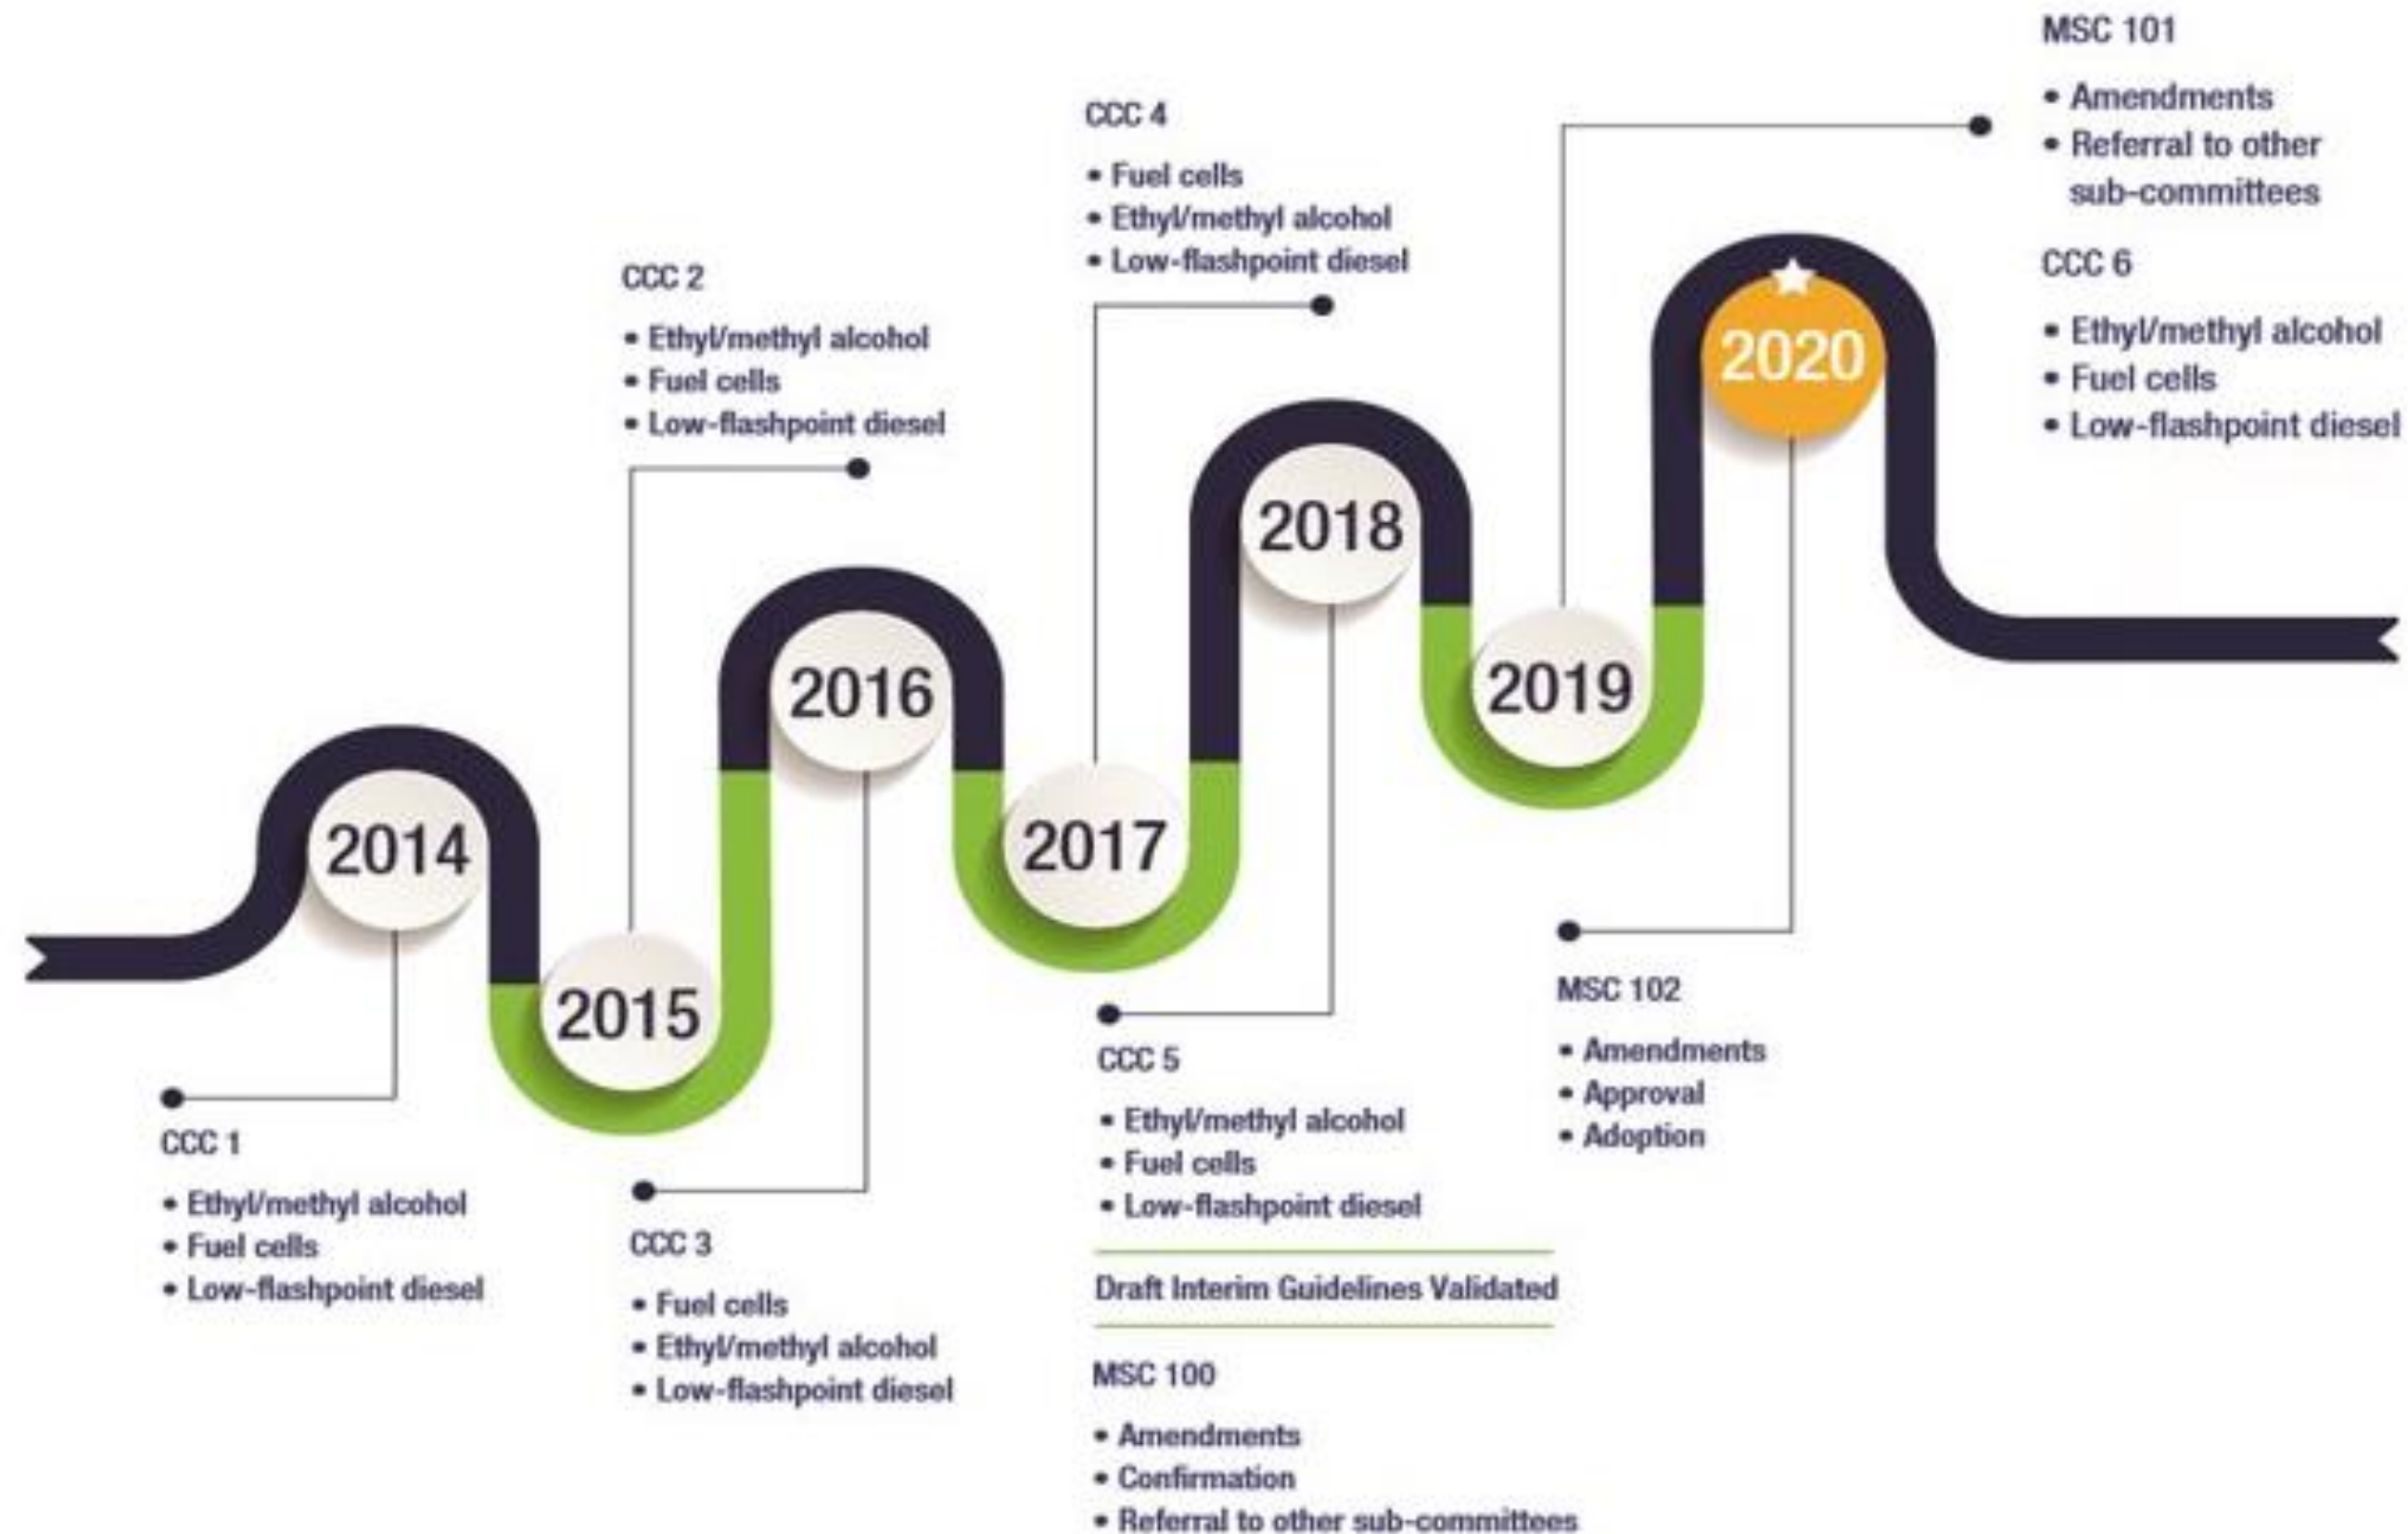 MSC 101
• Amendments
• Referral to other
sub-committees
CCC 6
• Ethyl/methyl alcohol
• Fuel cells
• Low-flashpoint diesel
CCC 4
• Fuel cells
• Ethyl/methyl alcohol
• Low-flashpoint diesel
CCC 2
• Ethyl/methyl alcohol
• Fuel cells
• Low-flashpoint diesel
2014
2015
2016
2017
2018
2019
2020
CCC 1
• Ethyl/methyl alcohol
• Fuel cells
• Low-flashpoint diesel
CCC 3
• Fuel cells
• Ethyl/methyl alcohol
• Low-flashpoint diesel
CCC 5
• Ethyl/methyl alcohol
• Fuel cells
• Low-flashpoint diesel
Draft Interim Guidelines Validated
MSC 100
• Amendments
• Confirmation
• Referral to other sub-committees
MSC 102
• Amendments
• Approval
• Adoption